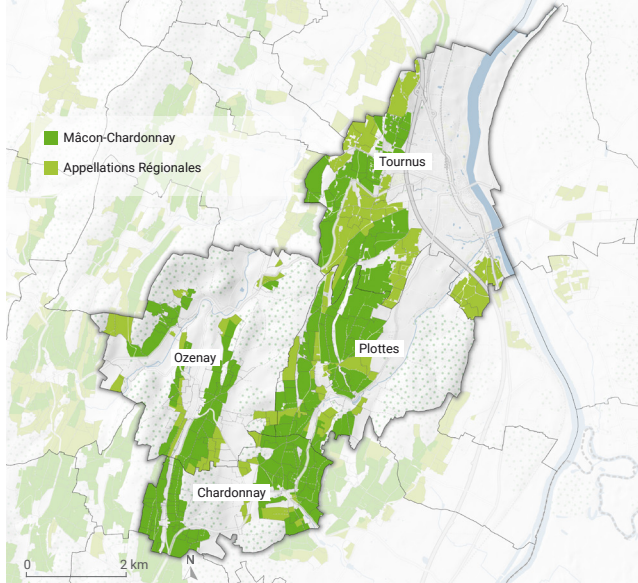 Mâcon-Chardonnay
Appellations Régionales
Tournus
Plottes
Ozenay
Chardonnay
0 2 km
N